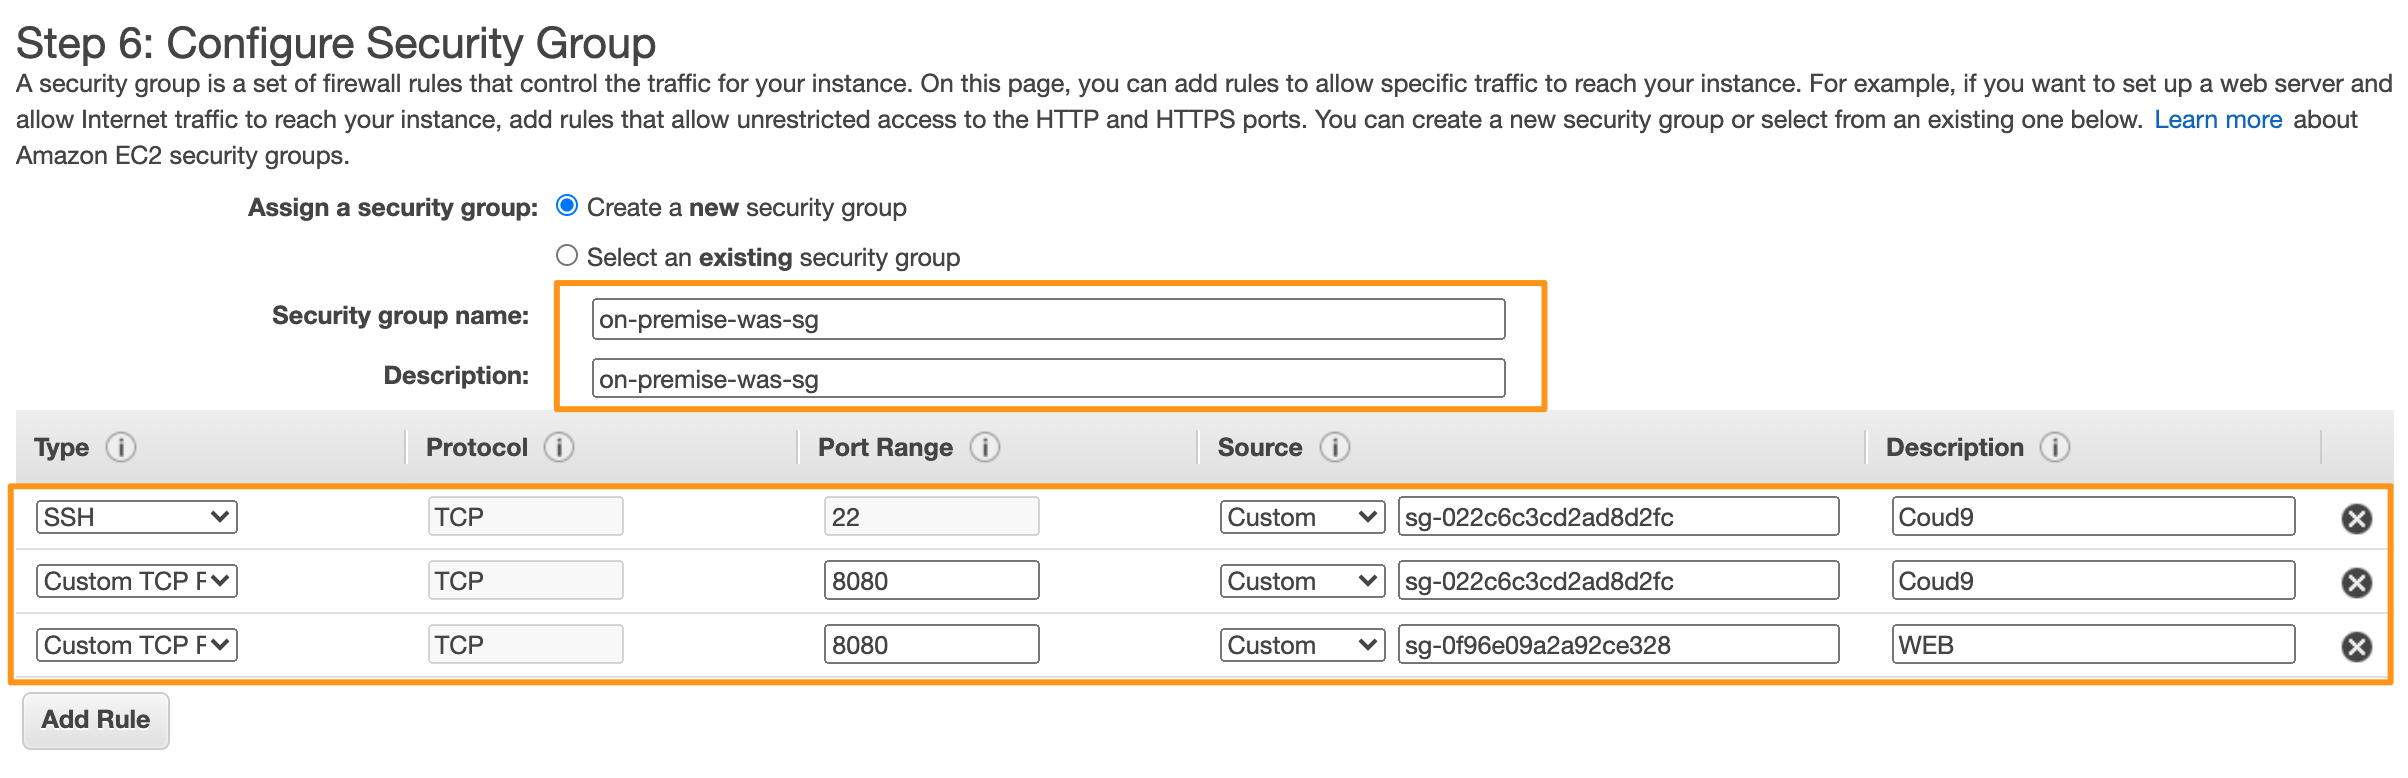 Step 6: Configure Security Group
A security group is a set of firewall rules that control the traffic for your instance. On this page, you can add rules to allow specific traffic to reach your instance. For example, if you want to set up a web server and
allow Internet traffic to reach your instance, add rules that allow unrestricted access to the HTTP and HTTPS ports. You can create a new security group or select from an existing one below. Learn more about
Amazon EC2 security groups.
Assign a security group: Create a new security group
Select an existing security group
Security group name: on-premise-was-sg
Description: on-premise-was-sg
Type i Protocol i Port Range i Source i Description i
SSH TCP 22 Custom sg-022c6c3cd2ad8d2fc Coud9
Custom TCP F TCP 8080 Custom sg-022c6c3cd2ad8d2fc Coud9
Custom TCP F TCP 8080 Custom sg-0f96e09a2a92ce328 WEB
Add Rule